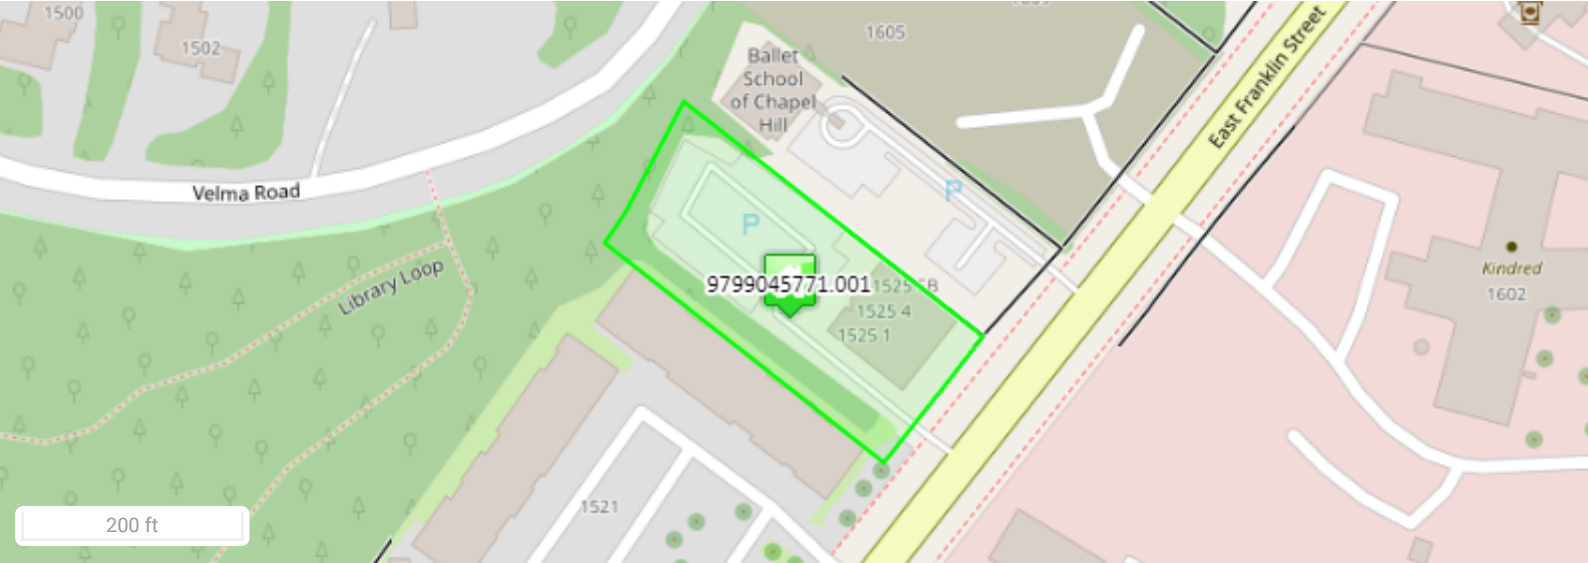 1500
1502
Velma Road
Library Loop
Ballet
School
of Chapel
Hill
1605
East Franklin Street
P
P
9799045771.001
1525 4
1525 1
Kindred
1602
1521
200 ft